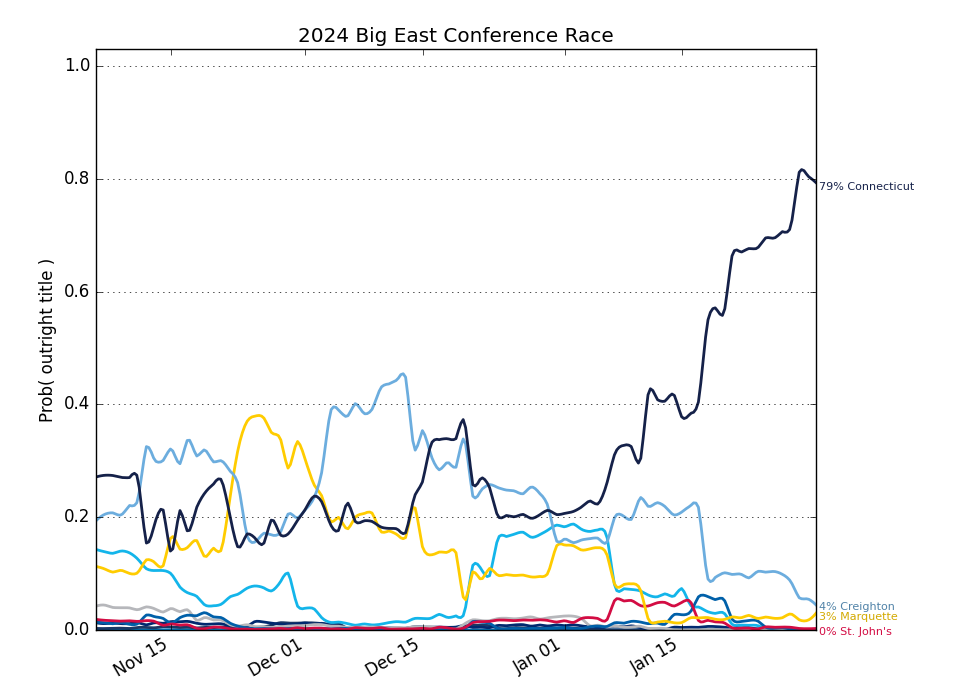 2024 Big East Conference Race
1.0
0.8
0.6
0.4
0.2
0.0
Prob( outright title )
79% Connecticut
4% Creighton
3% Marquette
0% St. John's
Nov 15
Dec 01
Dec 15
Jan 01
Jan 15